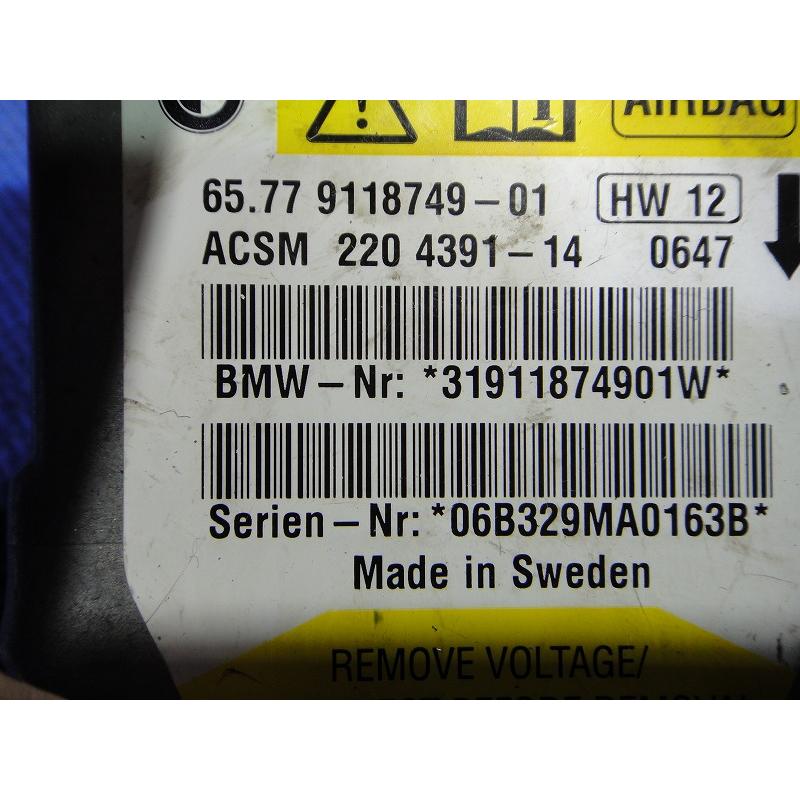 AIRBAG
65.77 9118749-01 HW 12
ACSM 220 4391-14 0647
BMW-Nr: *31911874901W*
Serien-Nr: *06B329MA0163B*
Made in Sweden
REMOVE VOLTAGE/